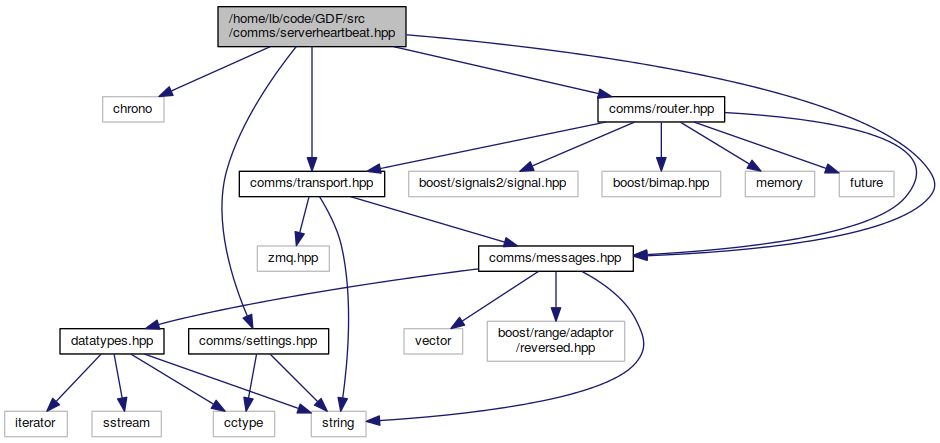 /home/lb/code/GDF/src
/comms/serverheartbeat.hpp
chrono
comms/router.hpp
comms/transport.hpp
boost/signals2/signal.hpp
boost/bimap.hpp
memory
future
zmq.hpp
comms/messages.hpp
datatypes.hpp
comms/settings.hpp
vector
boost/range/adaptor
/reversed.hpp
iterator
sstream
cctype
string